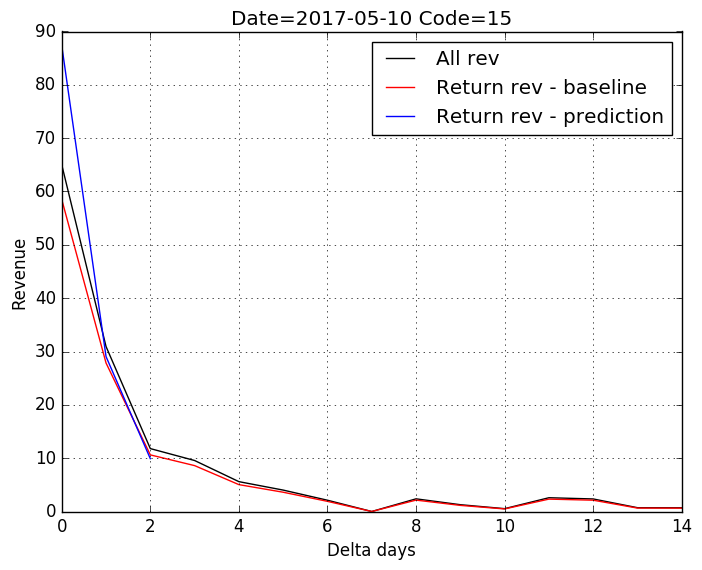 Date=2017-05-10 Code=15
All rev
Return rev - baseline
Return rev - prediction
Revenue
90
80
70
60
50
40
30
20
10
0
0 2 4 6 8 10 12 14
Delta days